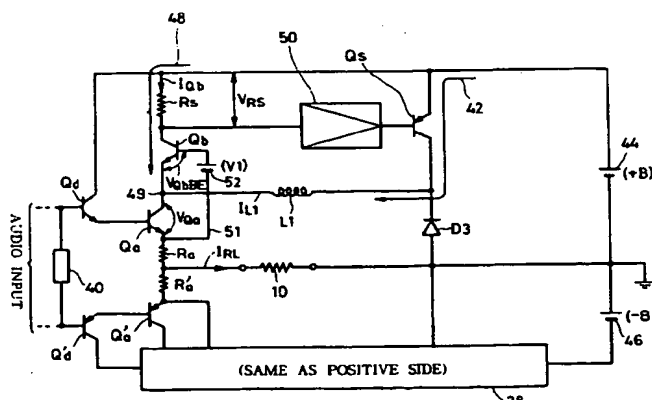 48
50
Qs
IQb
Rs
VRS
42
Qb
44
(V1)
(+B)
VQbBE
52
Qd
49
IL1
L1
VQa
Qa
51
D3
AUDIO INPUT
Ra
IRL
40
R'a
10
(-B)
Q'a
46
Q'd
(SAME AS POSITIVE SIDE)